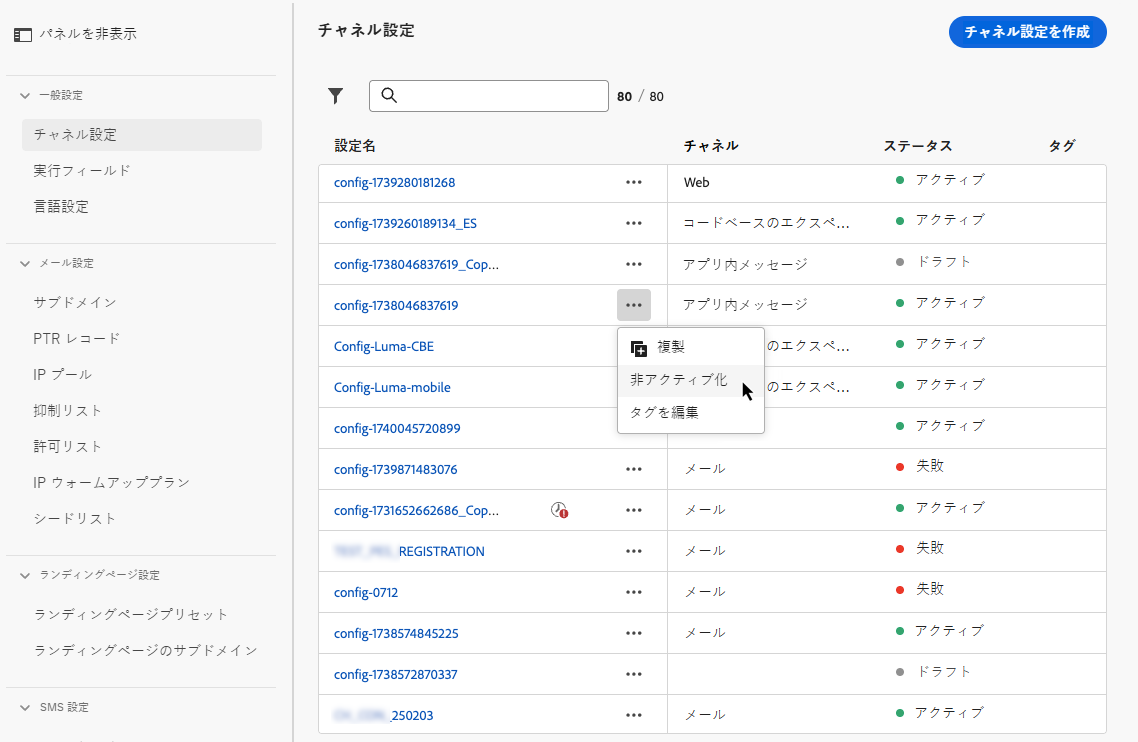 パネルを非表示
一般設定
チャネル設定
実行フィールド
言語設定
メール設定
サブドメイン
PTR レコード
IP プール
抑制リスト
許可リスト
IP ウォームアッププラン
シードリスト
ランディングページ設定
ランディングページプリセット
ランディングページのサブドメイン
SMS 設定
チャネル設定
チャネル設定を作成
80 / 80
設定名 チャネル ステータス タグ
config-1739280181268 ••• Web アクティブ
config-1739260189134_ES ••• コードベースのエクスペ... アクティブ
config-1738046837619_Cop... ••• アプリ内メッセージ ドラフト
config-1738046837619 ••• アプリ内メッセージ アクティブ
Config-Luma-CBE のエクスペ... アクティブ
Config-Luma-mobile のエクスペ... アクティブ
複製
非アクティブ化
タグを編集
config-1740045720899 アクティブ
config-1739871483076 ••• メール 失敗
config-1731652662686_Cop... ••• メール アクティブ
REGISTRATION ••• メール 失敗
config-0712 ••• メール 失敗
config-1738574845225 ••• メール アクティブ
config-1738572870337 ••• ドラフト
_250203 ••• メール アクティブ